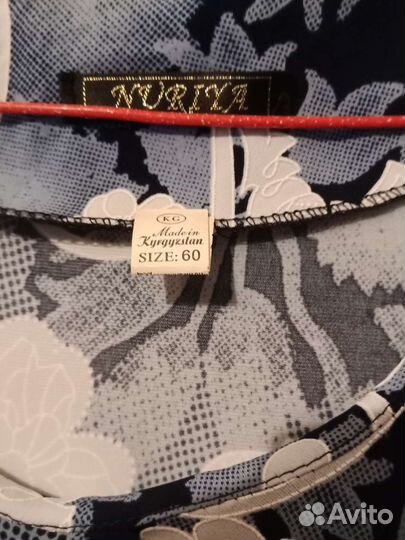 NURIYA
KG
Made in
Kyrgyzstan
SIZE: 60
Avito